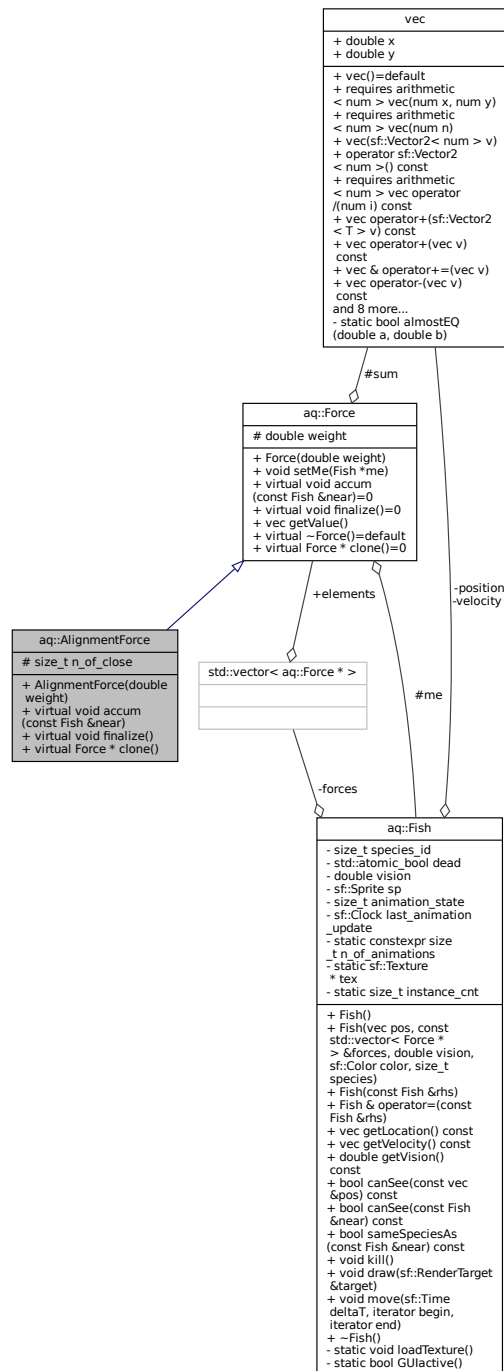 vec
+ double x
+ double y
+ vec()=default
+ requires arithmetic
< num > vec(num x, num y)
+ requires arithmetic
< num > vec(num n)
+ vec(sf::Vector2< num > v)
+ operator sf::Vector2
< num >() const
+ requires arithmetic
< num > vec operator
/(num i) const
+ vec operator+(sf::Vector2
< T > v) const
+ vec operator+(vec v)
const
+ vec & operator+=(vec v)
+ vec operator-(vec v)
const
and 8 more...
- static bool almostEQ
(double a, double b)
#sum
aq::Force
# double weight
+ Force(double weight)
+ void setMe(Fish *me)
+ virtual void accum
(const Fish &near)=0
+ virtual void finalize()=0
+ vec getValue()
+ virtual ~Force()=default
+ virtual Force * clone()=0
+elements
-position
-velocity
aq::AlignmentForce
# size_t n_of_close
+ AlignmentForce(double
weight)
+ virtual void accum
(const Fish &near)
+ virtual void finalize()
+ virtual Force * clone()
std::vector< aq::Force * >
#me
-forces
aq::Fish
- size_t species_id
- std::atomic_bool dead
- double vision
- sf::Sprite sp
- size_t animation_state
- sf::Clock last_animation
_update
- static constexpr size
_t n_of_animations
- static sf::Texture
* tex
- static size_t instance_cnt
+ Fish()
+ Fish(vec pos, const
std::vector< Force *
> &forces, double vision,
sf::Color color, size_t
species)
+ Fish(const Fish &rhs)
+ Fish & operator=(const
Fish &rhs)
+ vec getLocation() const
+ vec getVelocity() const
+ double getVision()
const
+ bool canSee(const vec
&pos) const
+ bool canSee(const Fish
&near) const
+ bool sameSpeciesAs
(const Fish &near) const
+ void kill()
+ void draw(sf::RenderTarget
&target)
+ void move(sf::Time
deltaT, iterator begin,
iterator end)
+ ~Fish()
- static void loadTexture()
- static bool GUIactive()